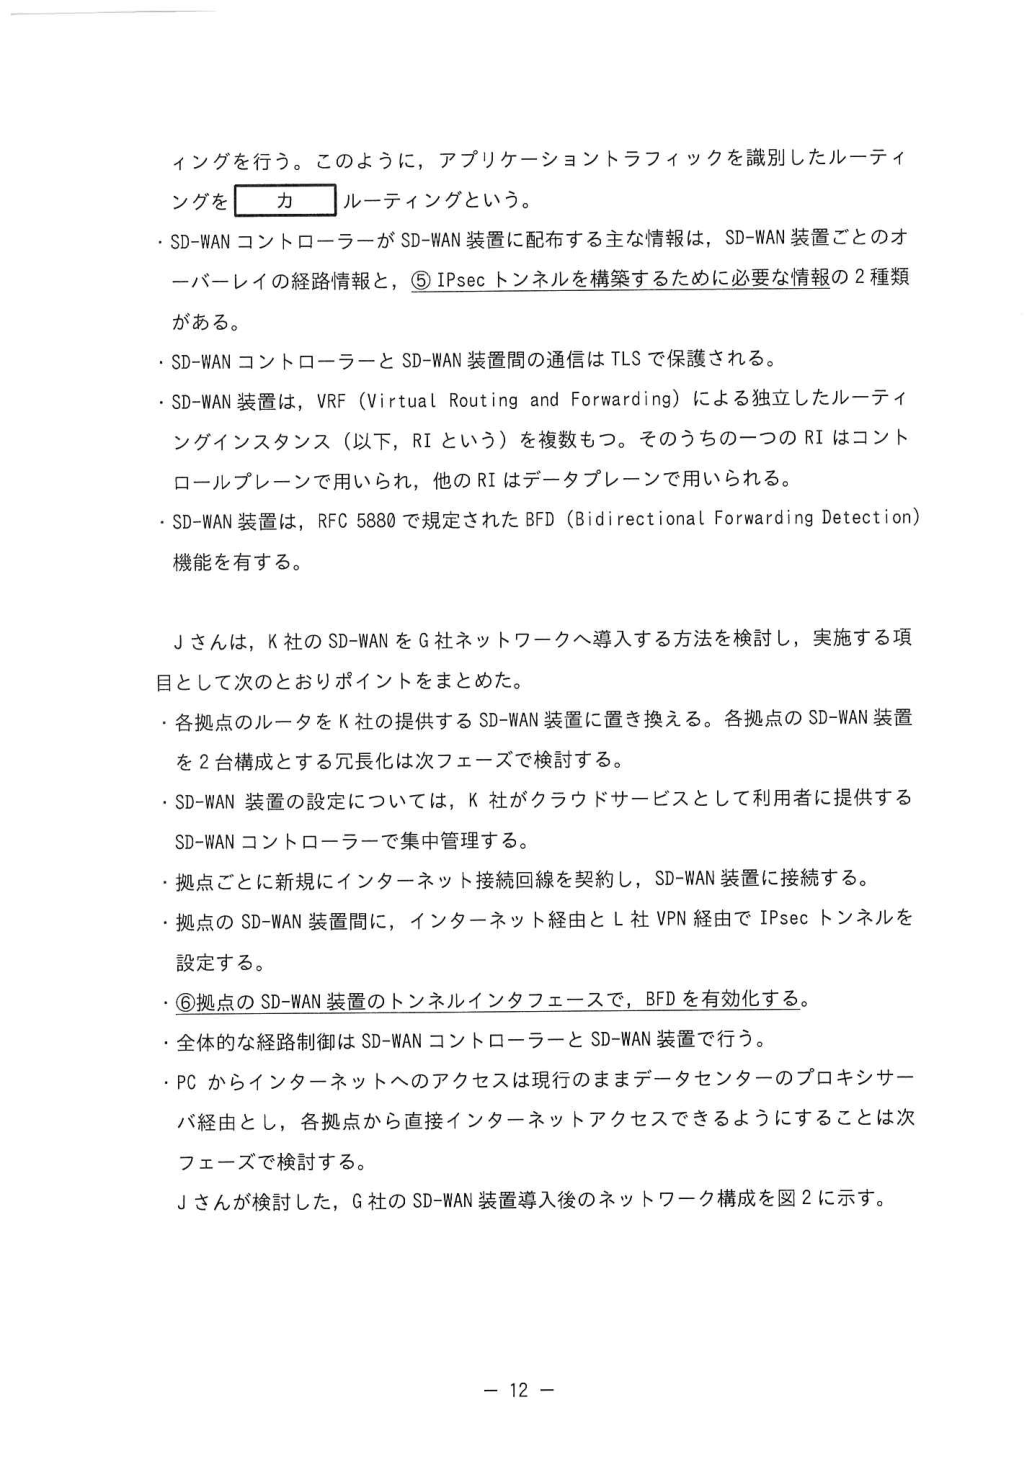 ィングを行う。このように，アプリケーショントラフィックを識別したルーティ
ングを カ ルーティングという。
・SD-WAN コントローラーが SD-WAN 装置に配布する主な情報は，SD-WAN 装置ごとのオ
ーバーレイの経路情報と，⑤IPsec トンネルを構築するために必要な情報の２種類
がある。
・SD-WAN コントローラーと SD-WAN 装置間の通信は TLS で保護される。
・SD-WAN 装置は，VRF（Virtual Routing and Forwarding）による独立したルーティ
ングインスタンス（以下，RI という）を複数もつ。そのうちの一つの RI はコント
ロールプレーンで用いられ，他の RI はデータプレーンで用いられる。
・SD-WAN 装置は，RFC 5880 で規定された BFD（Bidirectional Forwarding Detection）
機能を有する。
Ｊさんは，K 社の SD-WAN を G 社ネットワークへ導入する方法を検討し，実施する項
目として次のとおりポイントをまとめた。
・各拠点のルータを K 社の提供する SD-WAN 装置に置き換える。各拠点の SD-WAN 装置
を２台構成とする冗長化は次フェーズで検討する。
・SD-WAN 装置の設定については，K 社がクラウドサービスとして利用者に提供する
SD-WAN コントローラーで集中管理する。
・拠点ごとに新規にインターネット接続回線を契約し，SD-WAN 装置に接続する。
・拠点の SD-WAN 装置間に，インターネット経由と L 社 VPN 経由で IPsec トンネルを
設定する。
・⑥拠点の SD-WAN 装置のトンネルインタフェースで，BFD を有効化する。
・全体的な経路制御は SD-WAN コントローラーと SD-WAN 装置で行う。
・PC からインターネットへのアクセスは現行のままデータセンターのプロキシサー
バ経由とし，各拠点から直接インターネットアクセスできるようにすることは次
フェーズで検討する。
Ｊさんが検討した，G 社の SD-WAN 装置導入後のネットワーク構成を図２に示す。
― 12 ―